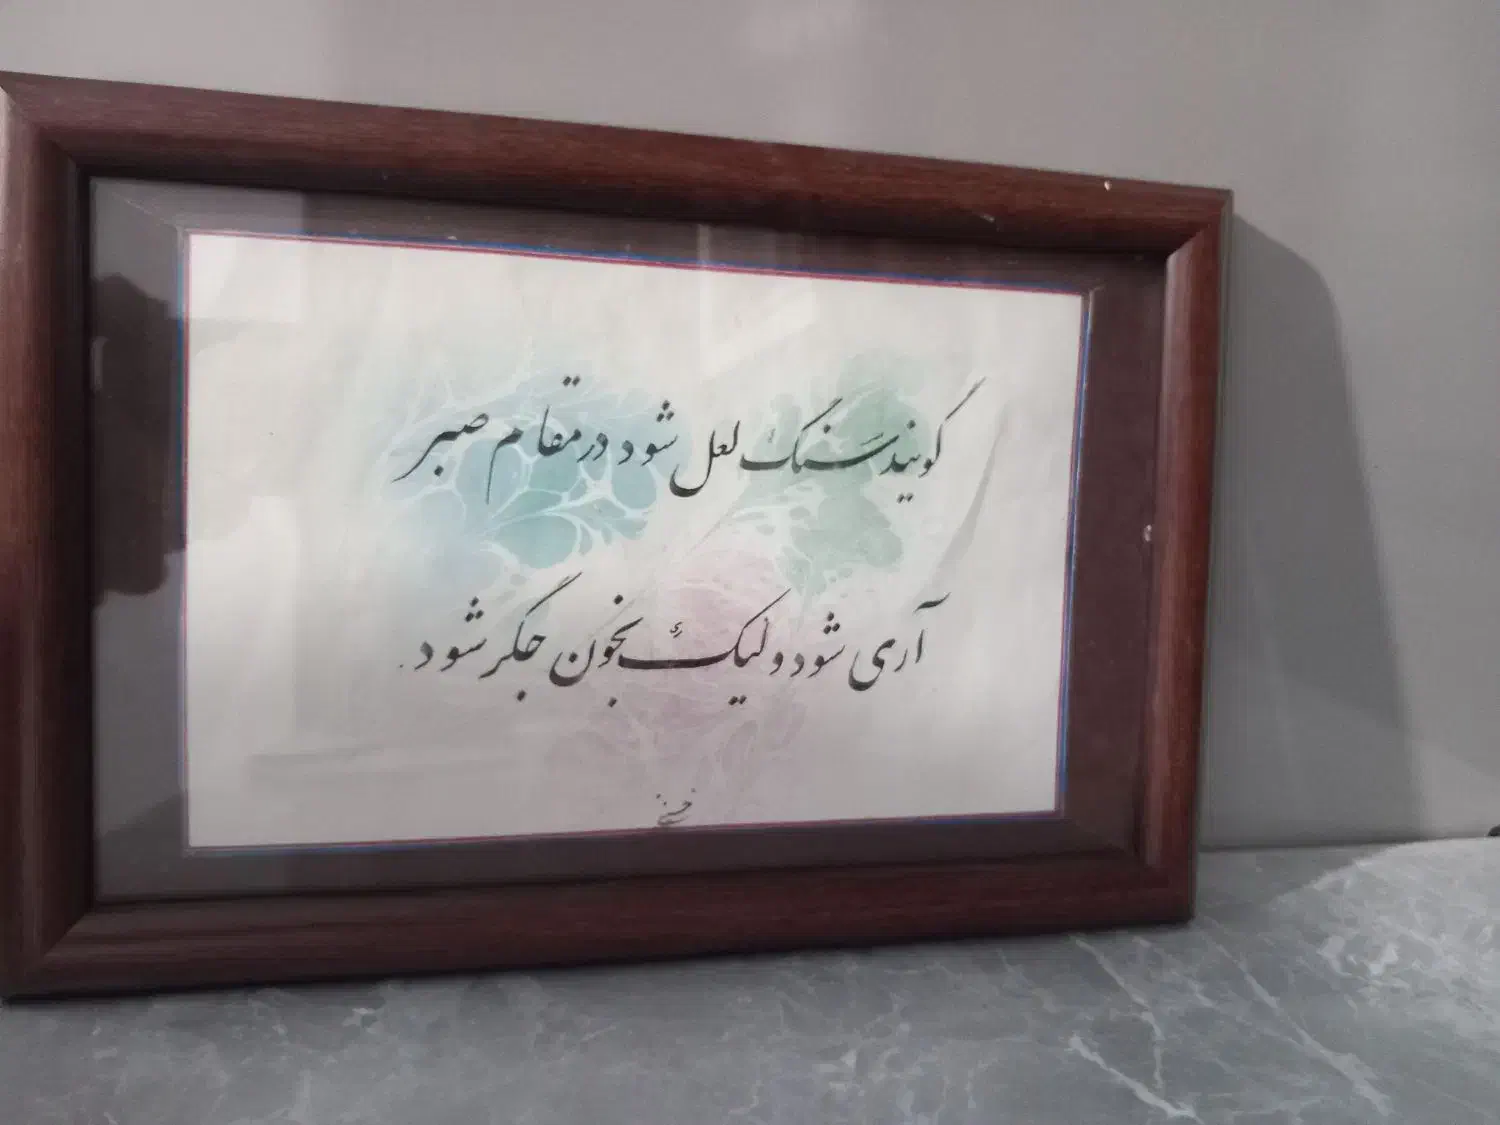 گویند سنگ لعل شود در مقام صبر
آری شود ولیک بخون جگر شود